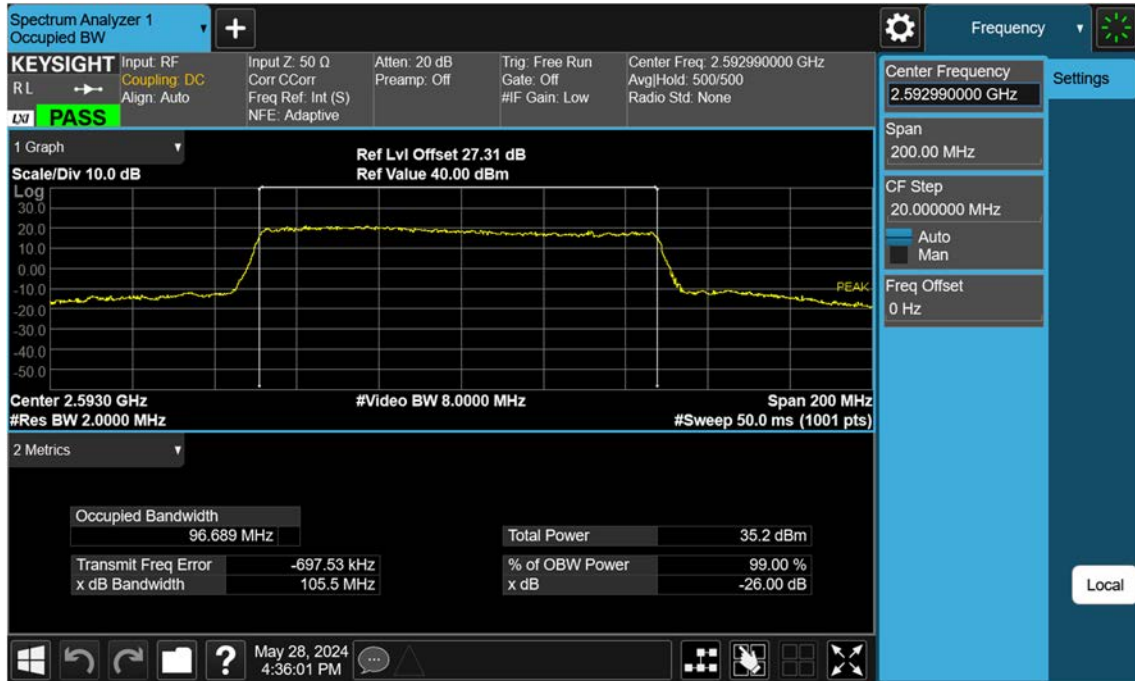 Spectrum Analyzer 1
Occupied BW
+
Frequency
KEYSIGHT
R L
LXI
PASS
Input: RF
Coupling: DC
Align: Auto
Input Z: 50 Ω
Corr CCorr
Freq Ref: Int (S)
NFE: Adaptive
Atten: 20 dB
Preamp: Off
Trig: Free Run
Gate: Off
#IF Gain: Low
Center Freq: 2.592990000 GHz
Avg|Hold: 500/500
Radio Std: None
Center Frequency
2.592990000 GHz
Settings
Span
200.00 MHz
CF Step
20.000000 MHz
Auto
Man
Freq Offset
0 Hz
Local
1 Graph
Scale/Div 10.0 dB
Ref Lvl Offset 27.31 dB
Ref Value 40.00 dBm
Log
30.0
20.0
10.0
0.00
-10.0
-20.0
-30.0
-40.0
-50.0
PEAK
Center 2.5930 GHz
#Video BW 8.0000 MHz
Span 200 MHz
#Res BW 2.0000 MHz
#Sweep 50.0 ms (1001 pts)
2 Metrics
Occupied Bandwidth
96.689 MHz
Total Power 35.2 dBm
Transmit Freq Error -697.53 kHz
% of OBW Power 99.00 %
x dB Bandwidth 105.5 MHz
x dB -26.00 dB
?
May 28, 2024
4:36:01 PM